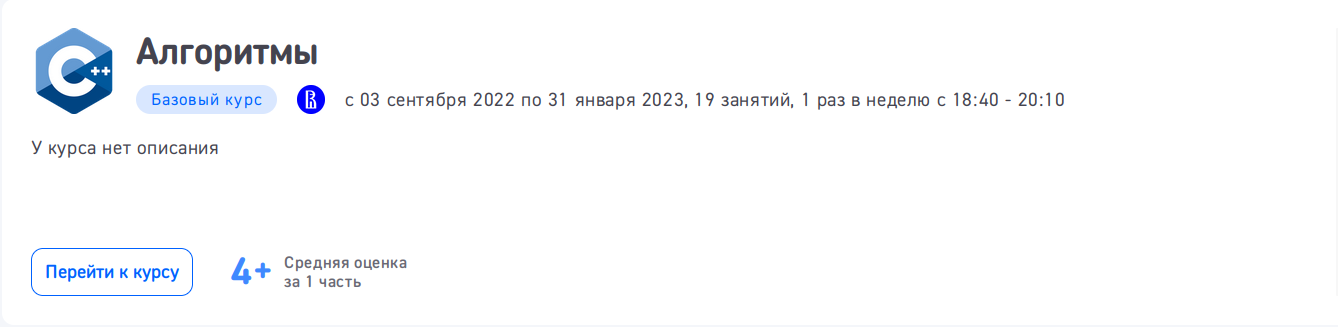 Алгоритмы
C++
Базовый курс
с 03 сентября 2022 по 31 января 2023, 19 занятий, 1 раз в неделю с 18:40 - 20:10
У курса нет описания
Перейти к курсу
4+
Средняя оценка
за 1 часть